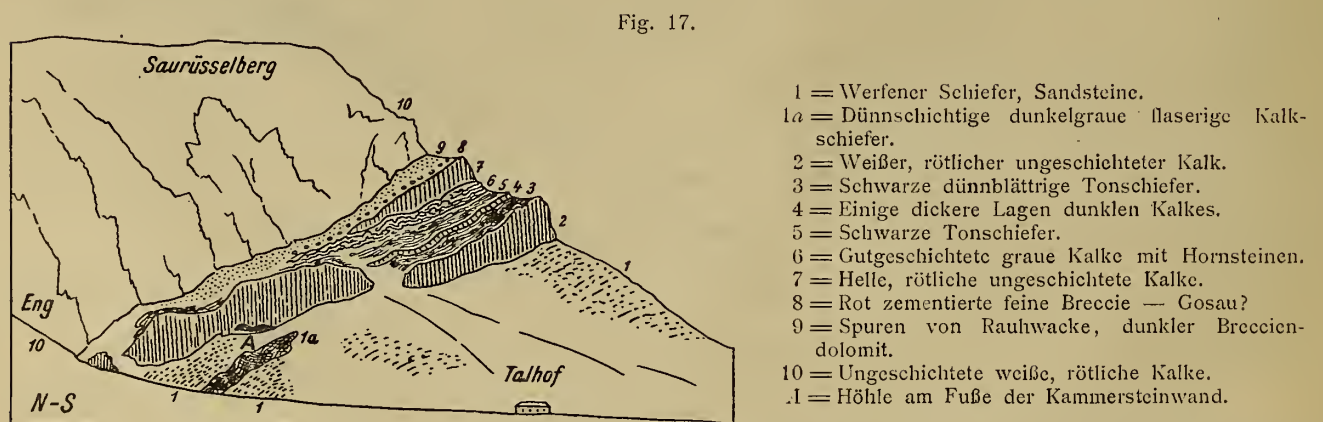 Fig. 17.
Saurüsselberg
10
9 8
7
6 5 4 3
2
1
Eng
10
A
1a
Talhof
N-S
1
1
1 = Werfener Schiefer, Sandsteine.
1a = Dünnschichtige dunkelgraue flaserige Kalk-
schiefer.
2 = Weißer, rötlicher ungeschichteter Kalk.
3 = Schwarze dünnblättrige Tonschiefer.
4 = Einige dickere Lagen dunklen Kalkes.
5 = Schwarze Tonschiefer.
6 = Gutgeschichtete graue Kalke mit Hornsteinen.
7 = Helle, rötliche ungeschichtete Kalke.
8 = Rot zementierte feine Breccie — Gosau?
9 = Spuren von Rauhwacke, dunkler Breccien-
dolomit.
10 = Ungeschichtete weiße, rötliche Kalke.
A = Höhle am Fuße der Kammersteinwand.